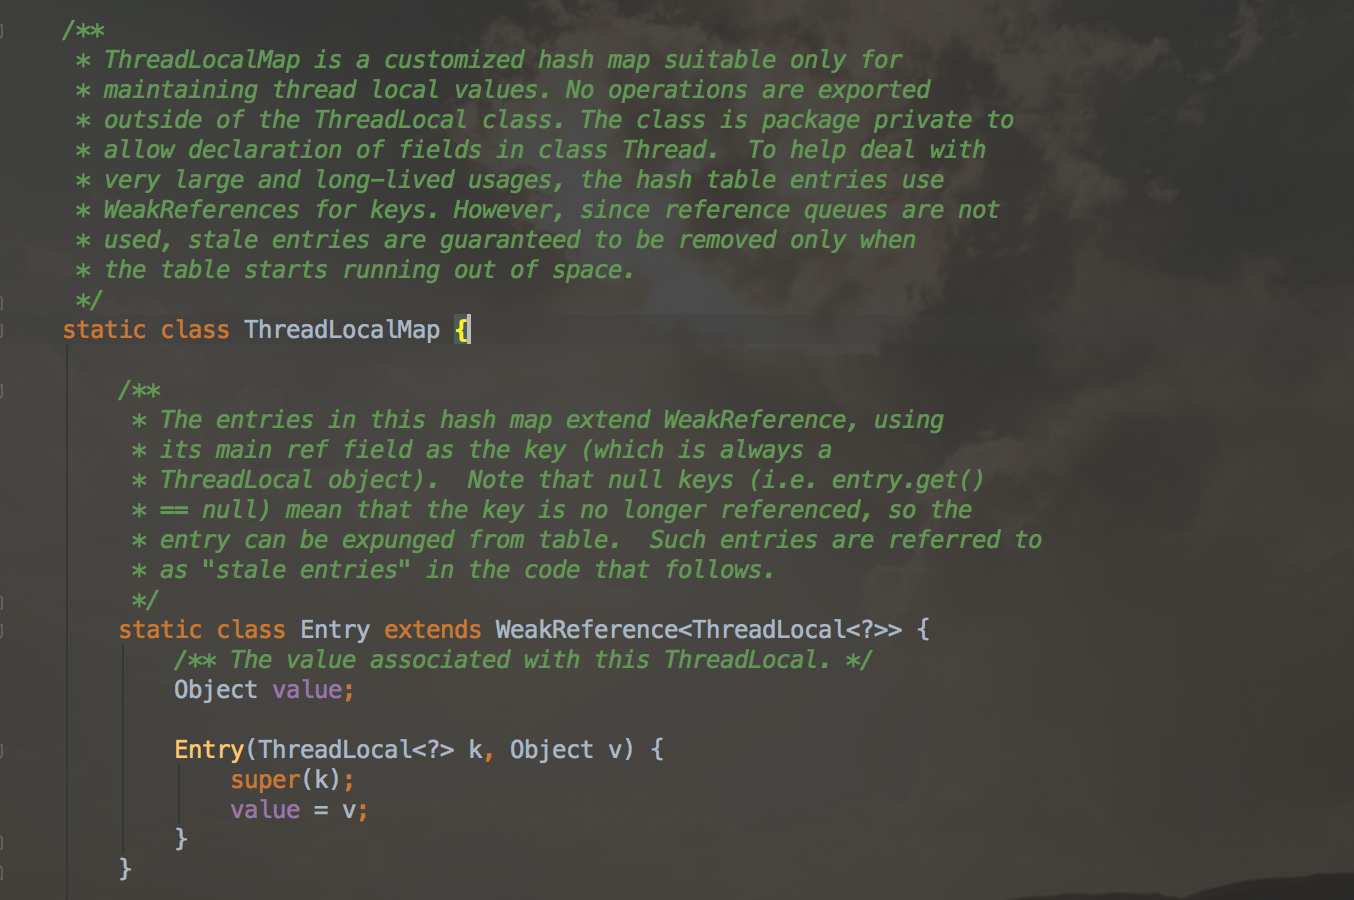 /**
 * ThreadLocalMap is a customized hash map suitable only for
 * maintaining thread local values. No operations are exported
 * outside of the ThreadLocal class. The class is package private to
 * allow declaration of fields in class Thread.  To help deal with
 * very large and long-lived usages, the hash table entries use
 * WeakReferences for keys. However, since reference queues are not
 * used, stale entries are guaranteed to be removed only when
 * the table starts running out of space.
 */
static class ThreadLocalMap {
    /**
     * The entries in this hash map extend WeakReference, using
     * its main ref field as the key (which is always a
     * ThreadLocal object).  Note that null keys (i.e. entry.get()
     * == null) mean that the key is no longer referenced, so the
     * entry can be expunged from table.  Such entries are referred to
     * as "stale entries" in the code that follows.
     */
    static class Entry extends WeakReference<ThreadLocal<?>> {
        /** The value associated with this ThreadLocal. */
        Object value;
        Entry(ThreadLocal<?> k, Object v) {
            super(k);
            value = v;
        }
    }